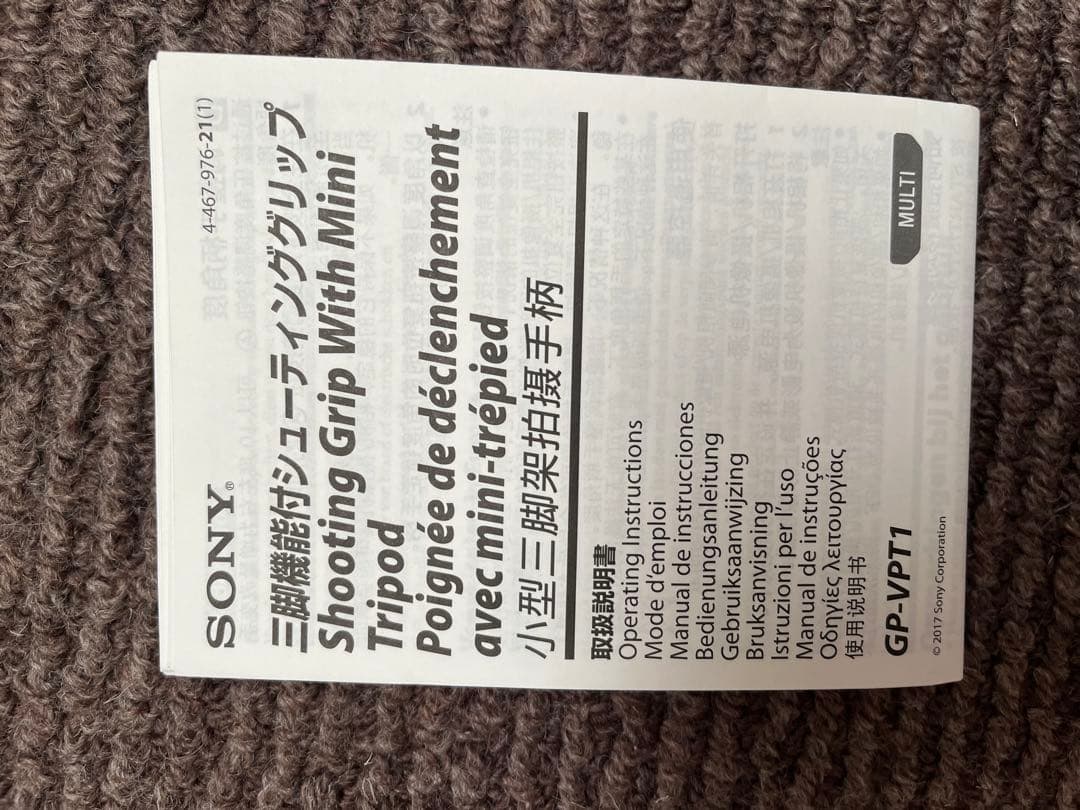 4-467-976-21(1)
SONY®
三脚機能付シューティンググリップ
Shooting Grip With Mini
Tripod
Poignée de déclenchement
avec mini-trépied
小型三脚架拍摄手柄
取扱説明書
Operating Instructions
Mode d'emploi
Manual de instrucciones
Bedienungsanleitung
Gebruiksaanwijzing
Bruksanvisning
Istruzioni per l'uso
Manual de instruções
Οδηγίες λειτουργίας
使用说明书
GP-VPT1
MULTI
© 2017 Sony Corporation